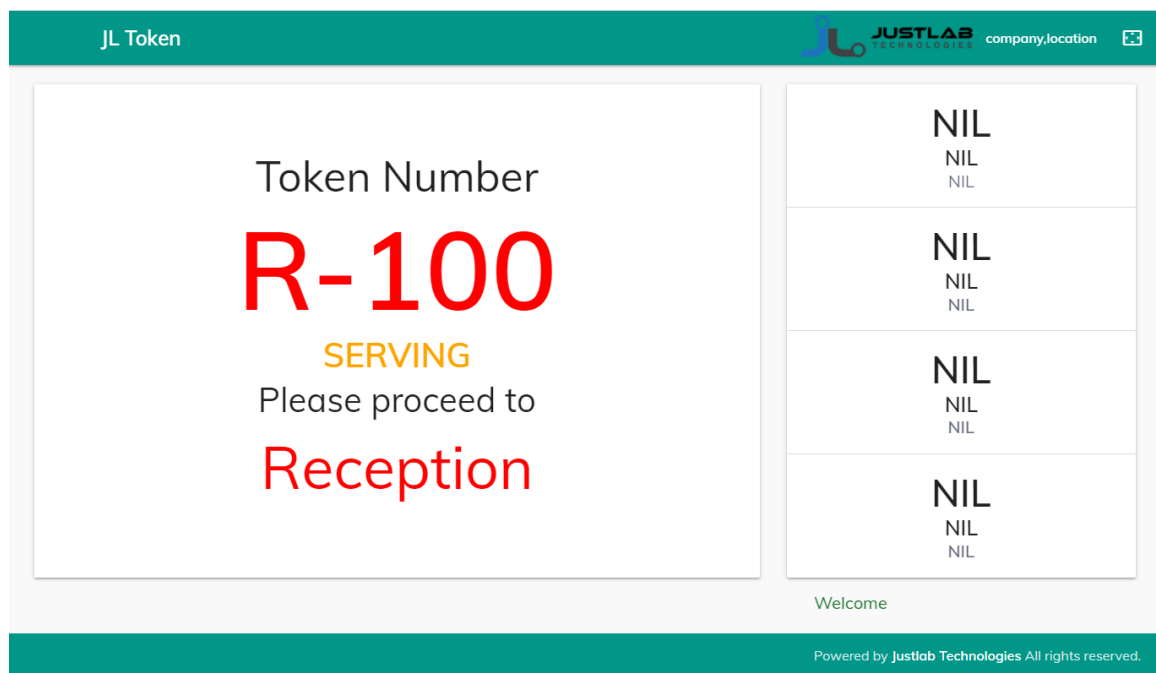 JL Token
JUSTLAB
TECHNOLOGIES
company,location
Token Number
R-100
SERVING
Please proceed to
Reception
NIL
NIL
NIL
NIL
NIL
NIL
NIL
NIL
NIL
NIL
NIL
NIL
Welcome
Powered by Justlab Technologies All rights reserved.